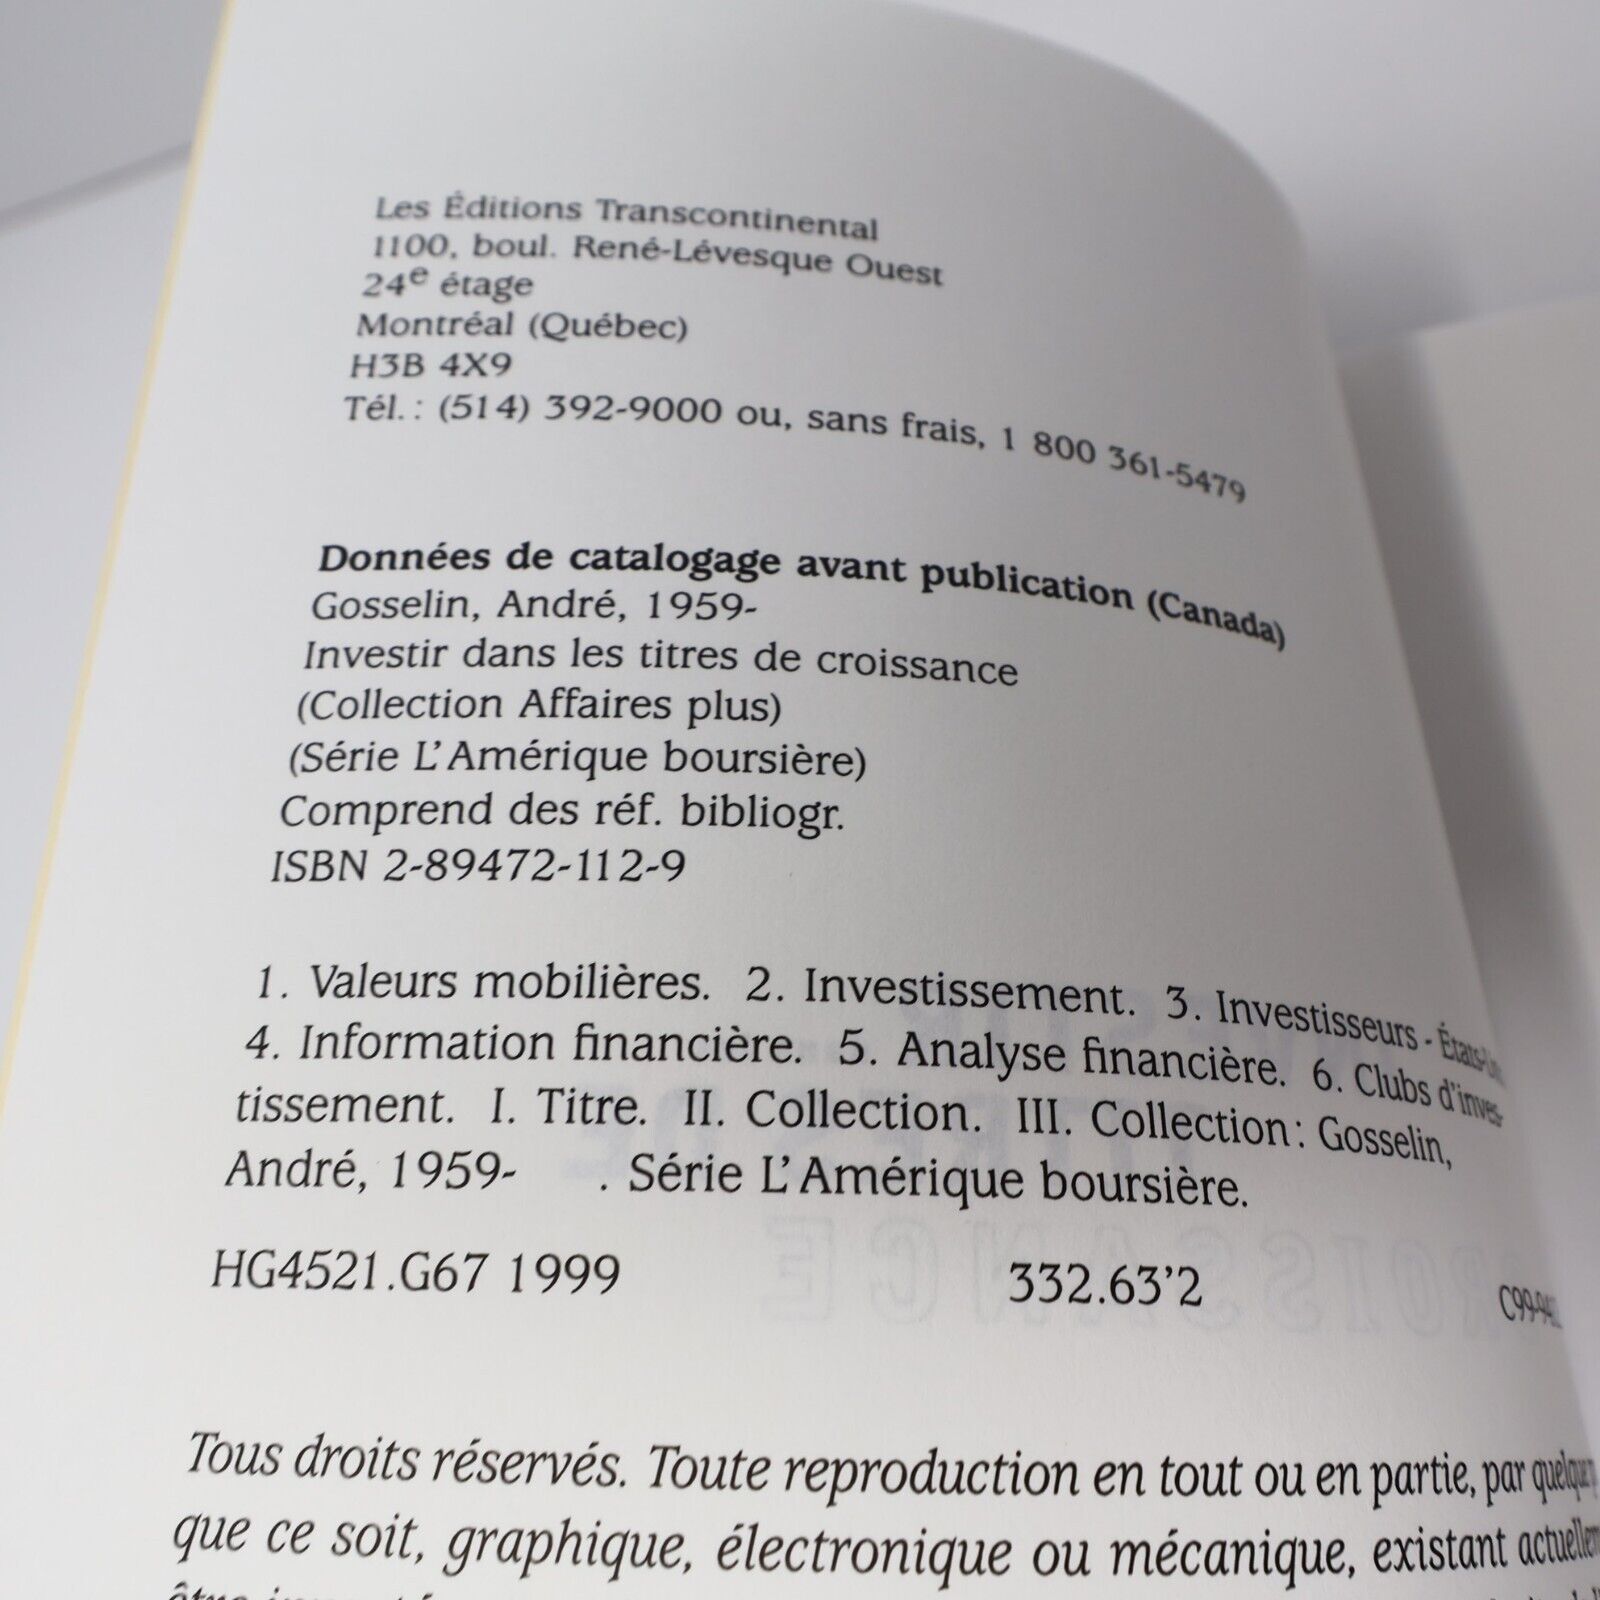 Les Éditions Transcontinental
1100, boul. René-Lévesque Ouest
24e étage
Montréal (Québec)
H3B 4X9
Tél. : (514) 392-9000 ou, sans frais, 1 800 361-5479
Données de catalogage avant publication (Canada)
Gosselin, André, 1959-
Investir dans les titres de croissance
(Collection Affaires plus)
(Série L'Amérique boursière)
Comprend des réf. bibliogr.
ISBN 2-89472-112-9
1. Valeurs mobilières. 2. Investissement. 3. Investisseurs -
4. Information financière. 5. Analyse financière. 6. Clubs d'inves-
tissement. I. Titre. II. Collection. III. Collection : Gosselin,
André, 1959- . Série L'Amérique boursière.
HG4521.G67 1999 332.63'2
Tous droits réservés. Toute reproduction en tout ou en partie, par
que ce soit, graphique, électronique ou mécanique, existant